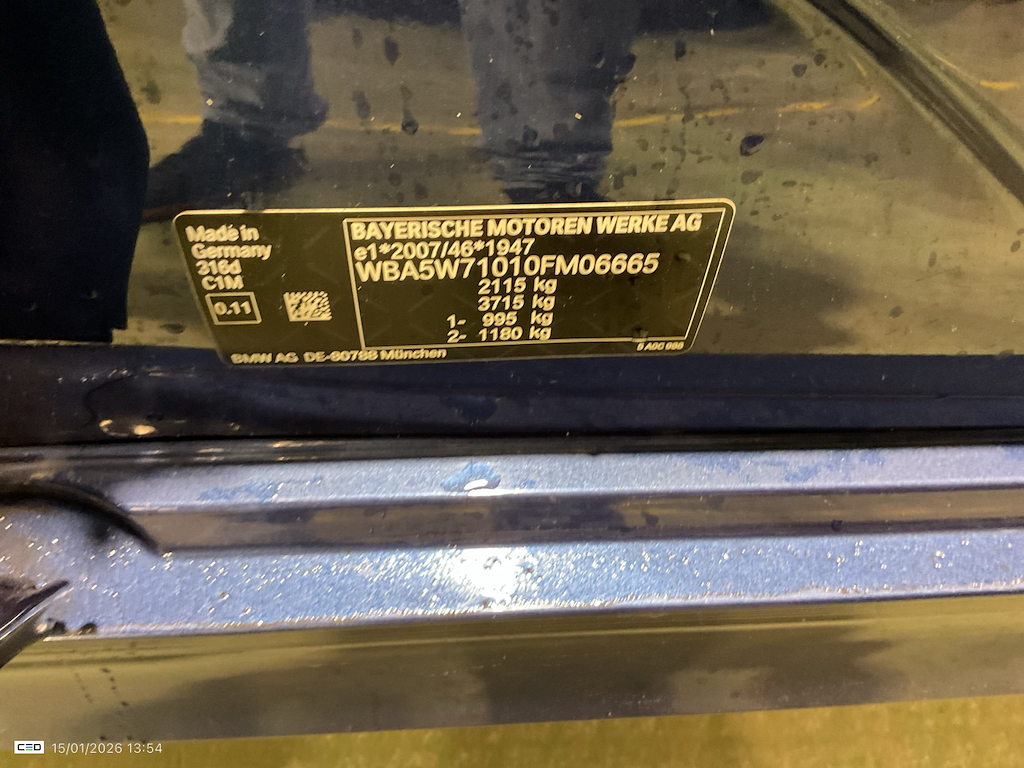 Made in
Germany
316d
C1M
0.11
BAYERISCHE MOTOREN WERKE AG
e1*2007/46*1947
WBA5W71010FM06665
2115 kg
3715 kg
1- 995 kg
2- 1180 kg
BMW AG DE-80788 München
CEO 15/01/2026 13:54